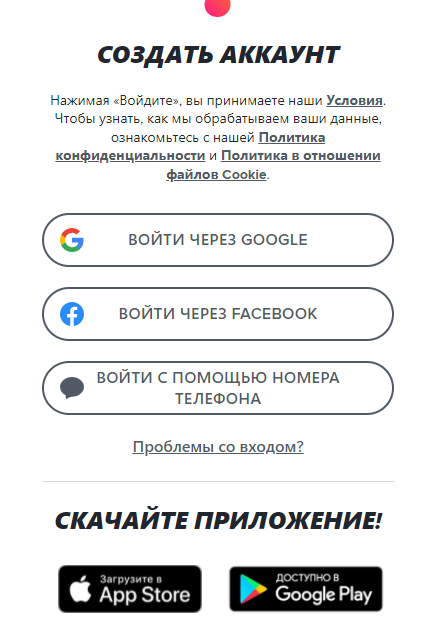 СОЗДАТЬ АККАУНТ
Нажимая «Войдите», вы принимаете наши Условия.
Чтобы узнать, как мы обрабатываем ваши данные,
ознакомьтесь с нашей Политика
конфиденциальности и Политика в отношении
файлов Cookie.
ВОЙТИ ЧЕРЕЗ GOOGLE
ВОЙТИ ЧЕРЕЗ FACEBOOK
ВОЙТИ С ПОМОЩЬЮ НОМЕРА
ТЕЛЕФОНА
Проблемы со входом?
СКАЧАЙТЕ ПРИЛОЖЕНИЕ!
Загрузите в
App Store
ДОСТУПНО В
Google Play